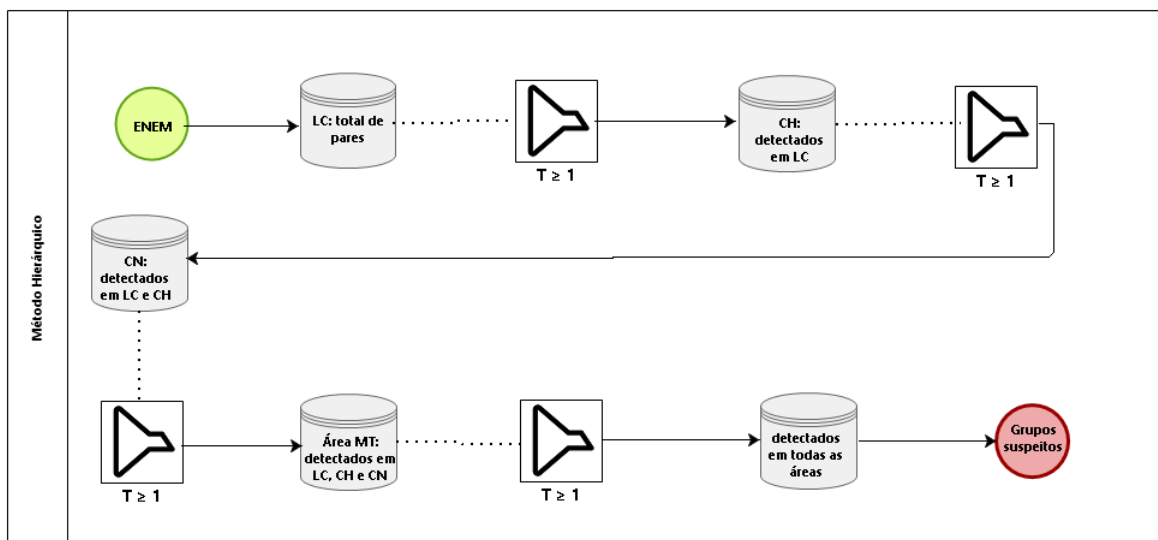 Método Hierárquico
ENEM
LC: total de
pares
T ≥ 1
CH:
detectados
em LC
T ≥ 1
CN:
detectados
em LC e CH
T ≥ 1
Área MT:
detectados em
LC, CH e CN
T ≥ 1
detectados
em todas as
áreas
Grupos
suspeitos